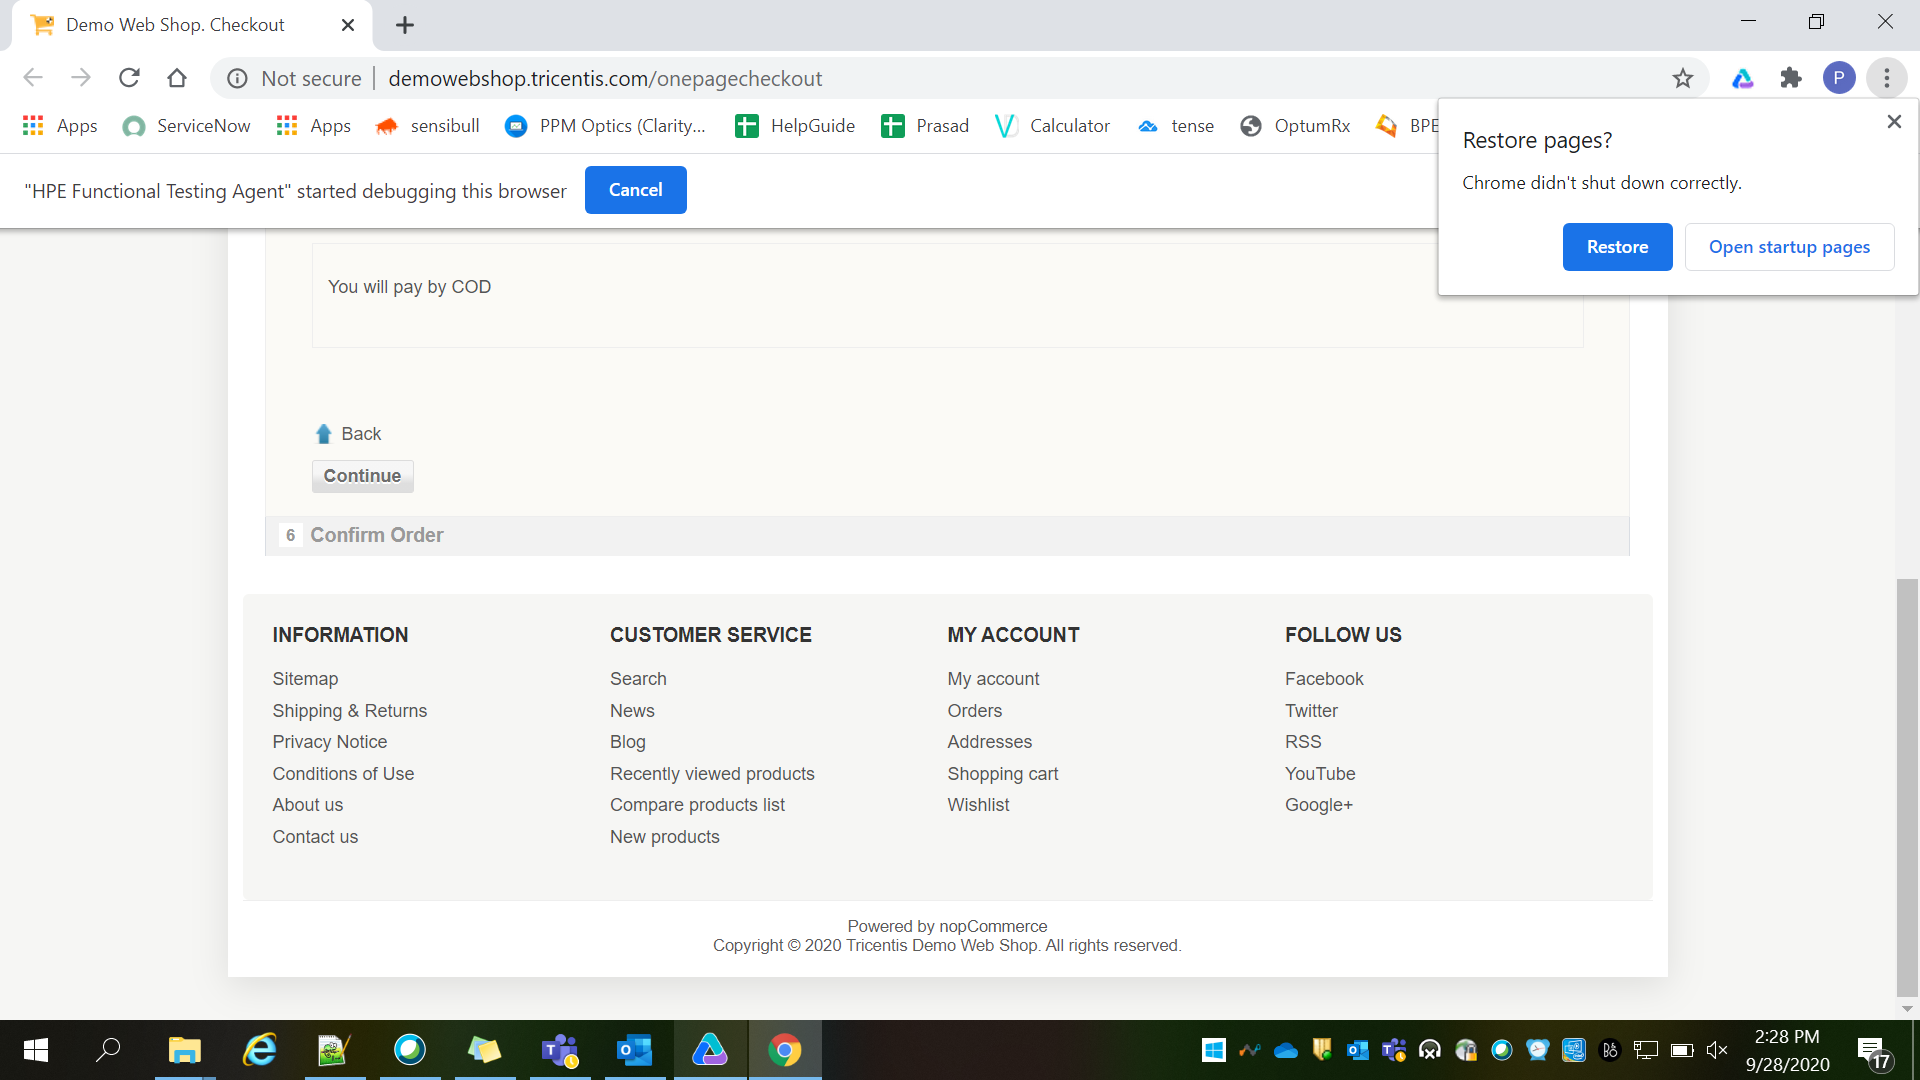 Demo Web Shop. Checkout
Not secure demowebshop.tricentis.com/onepagecheckout
P
Apps ServiceNow Apps sensibull PPM Optics (Clarity... HelpGuide Prasad Calculator tense OptumRx BPE
"HPE Functional Testing Agent" started debugging this browser Cancel
Restore pages?
Chrome didn't shut down correctly.
Restore Open startup pages
You will pay by COD
Back
Continue
6 Confirm Order
INFORMATION
Sitemap
Shipping & Returns
Privacy Notice
Conditions of Use
About us
Contact us
CUSTOMER SERVICE
Search
News
Blog
Recently viewed products
Compare products list
New products
MY ACCOUNT
My account
Orders
Addresses
Shopping cart
Wishlist
FOLLOW US
Facebook
Twitter
RSS
YouTube
Google+
Powered by nopCommerce
Copyright © 2020 Tricentis Demo Web Shop. All rights reserved.
2:28 PM
9/28/2020
17